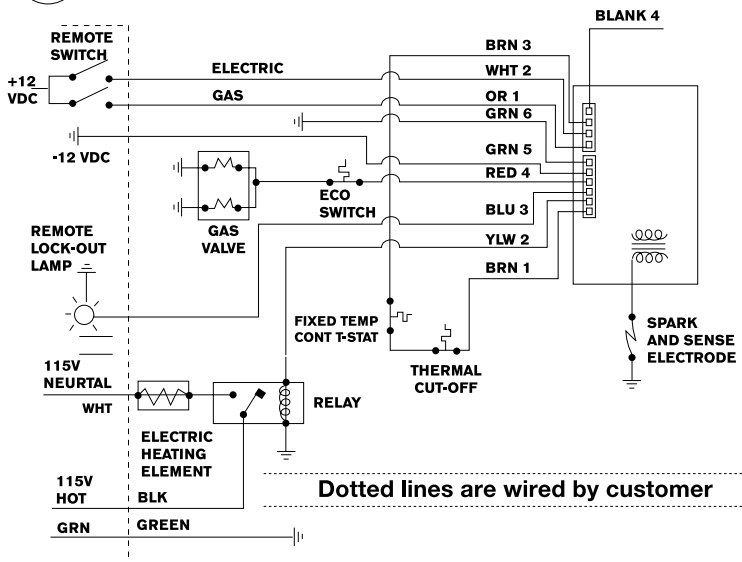 BLANK 4
REMOTE
SWITCH
BRN 3
+12
VDC
ELECTRIC
WHT 2
GAS
OR 1
GRN 6
-12 VDC
GRN 5
RED 4
ECO
SWITCH
GAS
VALVE
BLU 3
REMOTE
LOCK-OUT
LAMP
YLW 2
BRN 1
FIXED TEMP
CONT T-STAT
SPARK
AND SENSE
ELECTRODE
THERMAL
CUT-OFF
115V
NEURTAL
WHT
RELAY
ELECTRIC
HEATING
ELEMENT
115V
HOT
BLK
Dotted lines are wired by customer
GRN
GREEN